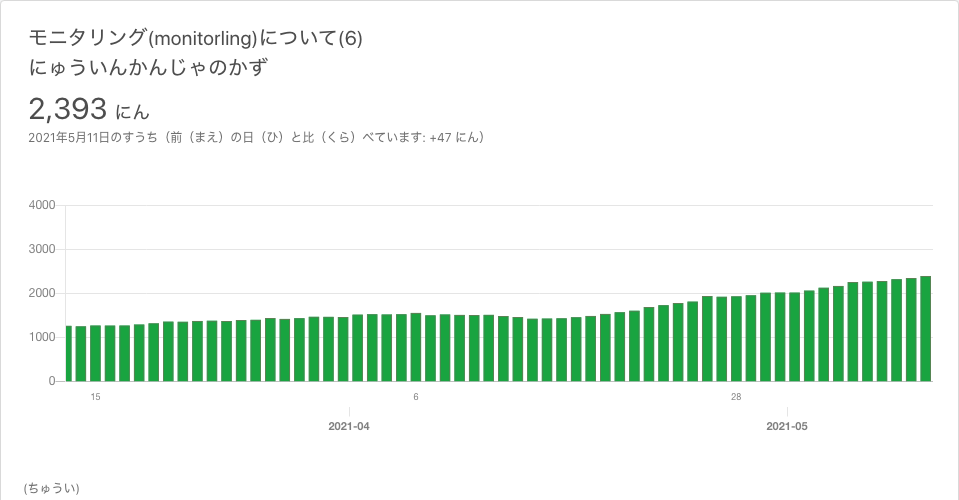 モニタリング(monitorling)について(6)
にゅういんかんじゃのかず
2,393 にん
2021年5月11日のすうち（前（まえ）の日（ひ）と比（くら）べています: +47 にん）
4000
3000
2000
1000
0
15
6
28
2021-04
2021-05
(ちゅうい)